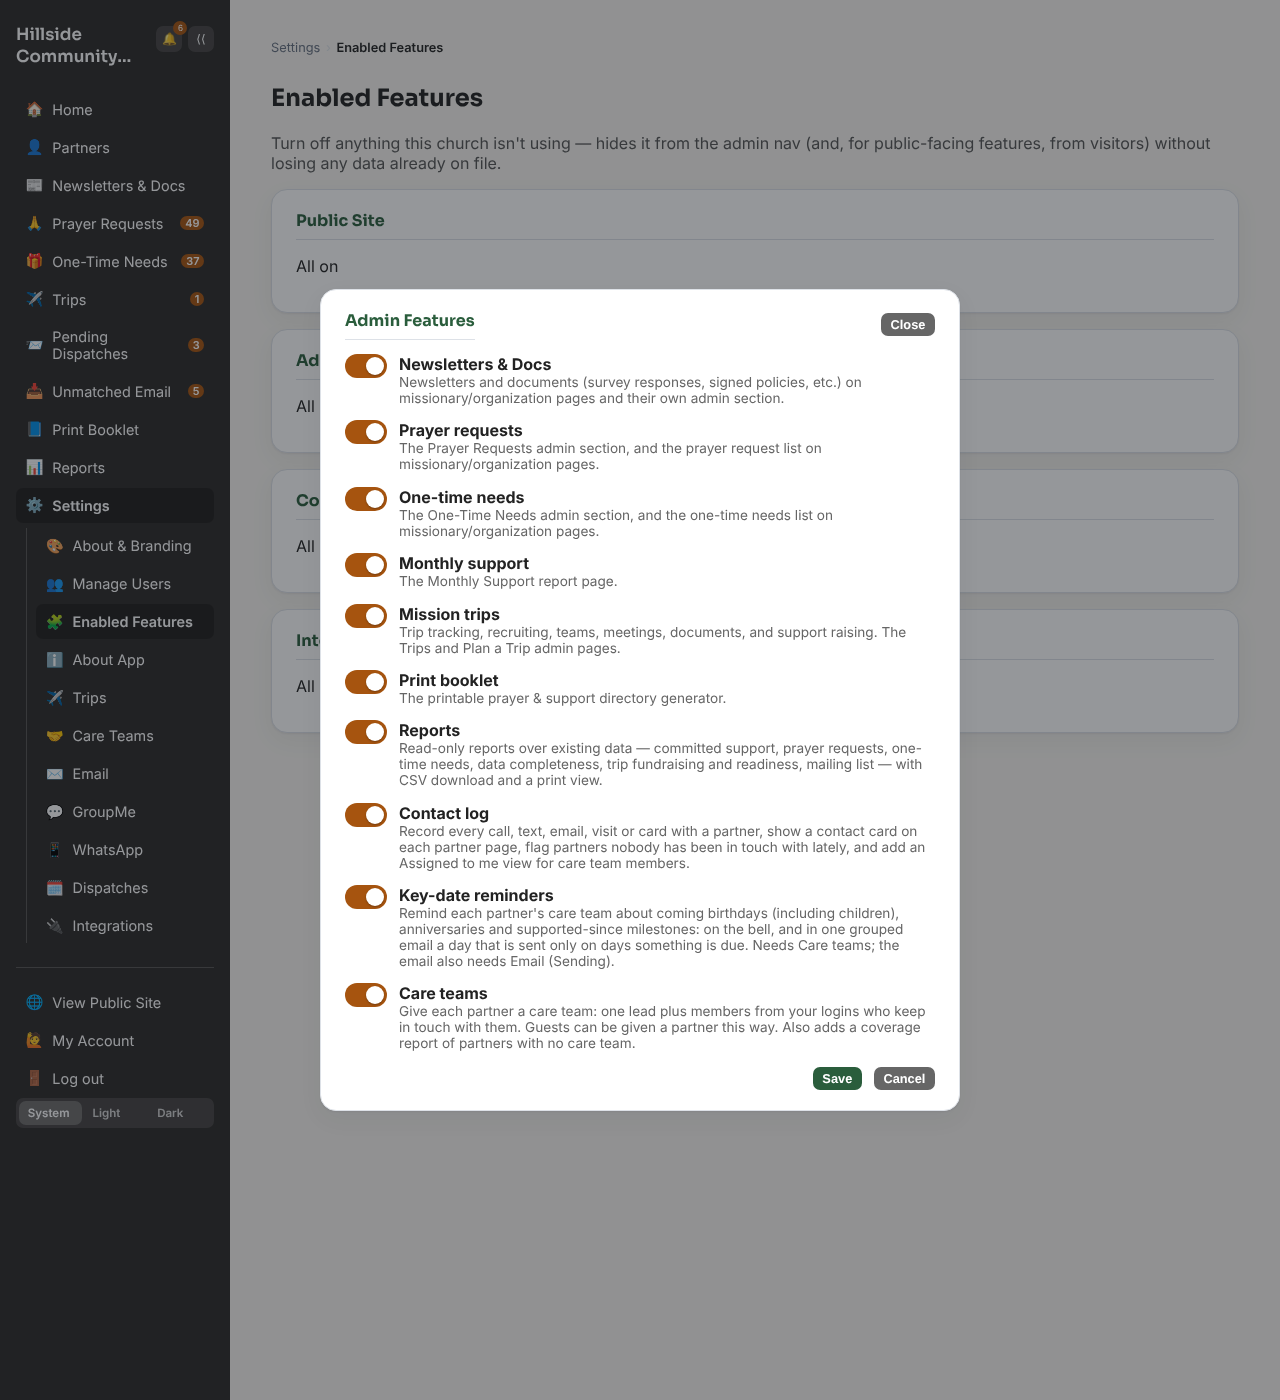 Hillside
Community...
6
⟨⟨
Home
Partners
Newsletters & Docs
Prayer Requests 49
One-Time Needs 37
Trips 1
Pending
Dispatches 3
Unmatched Email 5
Print Booklet
Reports
Settings
About & Branding
Manage Users
Enabled Features
About App
Trips
Care Teams
Email
GroupMe
WhatsApp
Dispatches
Integrations
View Public Site
My Account
Log out
System Light Dark
Settings › Enabled Features
Enabled Features
Turn off anything this church isn't using — hides it from the admin nav (and, for public-facing features, from visitors) without
losing any data already on file.
Public Site
All on
Ad
All
Co
All
Int
All
Admin Features
Close
Newsletters & Docs
Newsletters and documents (survey responses, signed policies, etc.) on
missionary/organization pages and their own admin section.
Prayer requests
The Prayer Requests admin section, and the prayer request list on
missionary/organization pages.
One-time needs
The One-Time Needs admin section, and the one-time needs list on
missionary/organization pages.
Monthly support
The Monthly Support report page.
Mission trips
Trip tracking, recruiting, teams, meetings, documents, and support raising. The
Trips and Plan a Trip admin pages.
Print booklet
The printable prayer & support directory generator.
Reports
Read-only reports over existing data — committed support, prayer requests, one-
time needs, data completeness, trip fundraising and readiness, mailing list — with
CSV download and a print view.
Contact log
Record every call, text, email, visit or card with a partner, show a contact card on
each partner page, flag partners nobody has been in touch with lately, and add an
Assigned to me view for care team members.
Key-date reminders
Remind each partner's care team about coming birthdays (including children),
anniversaries and supported-since milestones: on the bell, and in one grouped
email a day that is sent only on days something is due. Needs Care teams; the
email also needs Email (Sending).
Care teams
Give each partner a care team: one lead plus members from your logins who keep
in touch with them. Guests can be given a partner this way. Also adds a coverage
report of partners with no care team.
Save Cancel